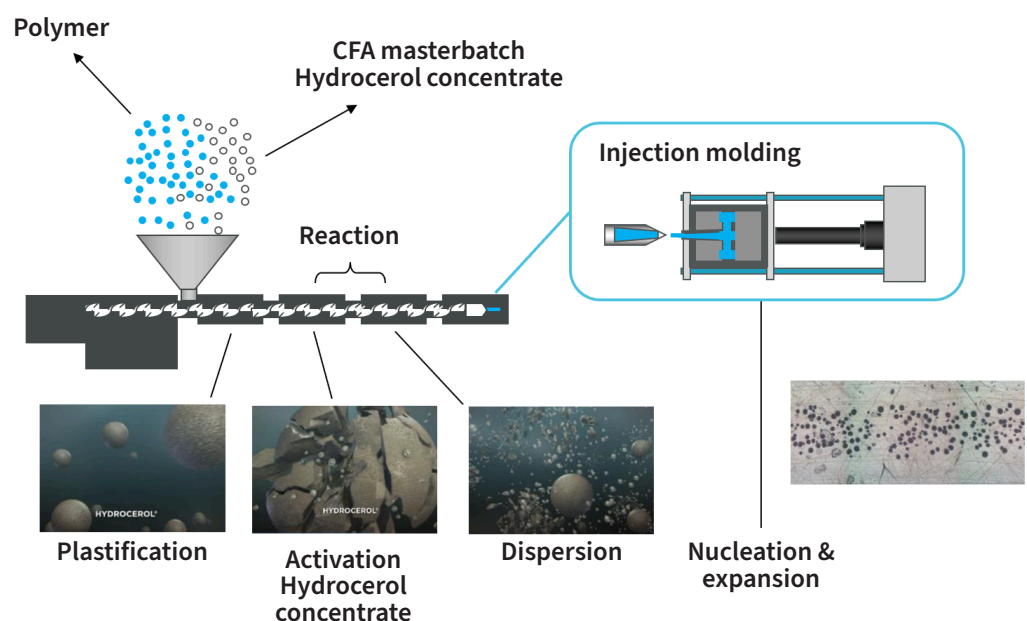 Polymer
CFA masterbatch
Hydrocerol concentrate
Injection molding
Reaction
HYDROCEROL®
HYDROCEROL®
Plastification
Activation
Hydrocerol
concentrate
Dispersion
Nucleation &
expansion